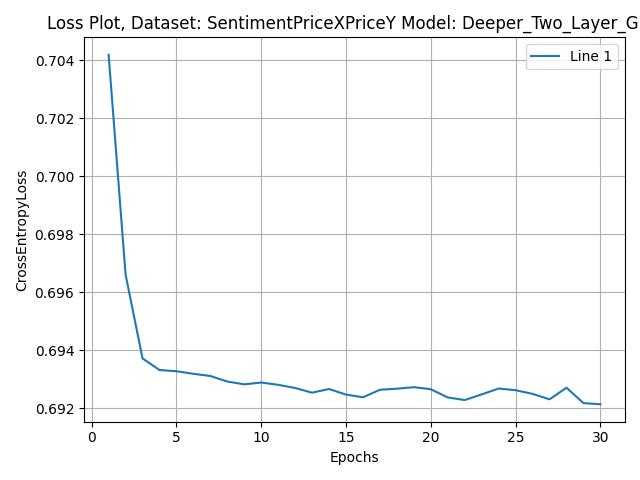 Loss Plot, Dataset: SentimentPriceXPriceY Model: Deeper_Two_Layer_G
Line 1
0.704
0.702
0.700
0.698
0.696
0.694
0.692
CrossEntropyLoss
0 5 10 15 20 25 30
Epochs